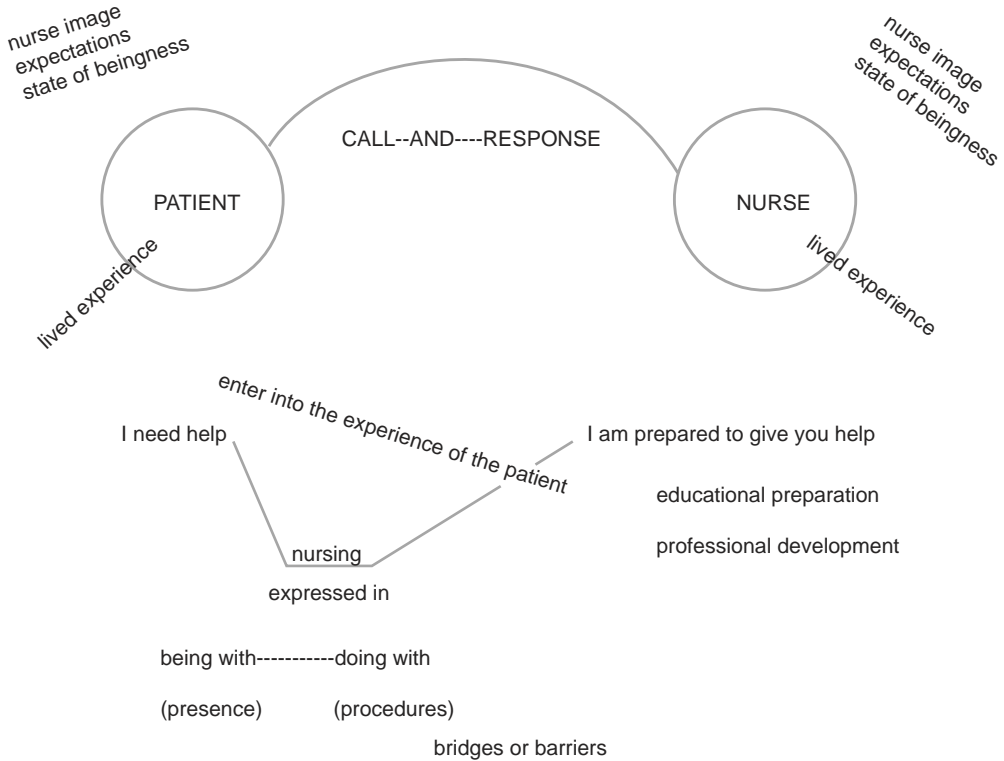 nurse image
expectations
state of beingness
nurse image
expectations
state of beingness
CALL--AND----RESPONSE
PATIENT
NURSE
lived experience
lived experience
enter into the experience of the patient
I need help
I am prepared to give you help
educational preparation
professional development
nursing
expressed in
being with-----------doing with
(presence) (procedures)
bridges or barriers